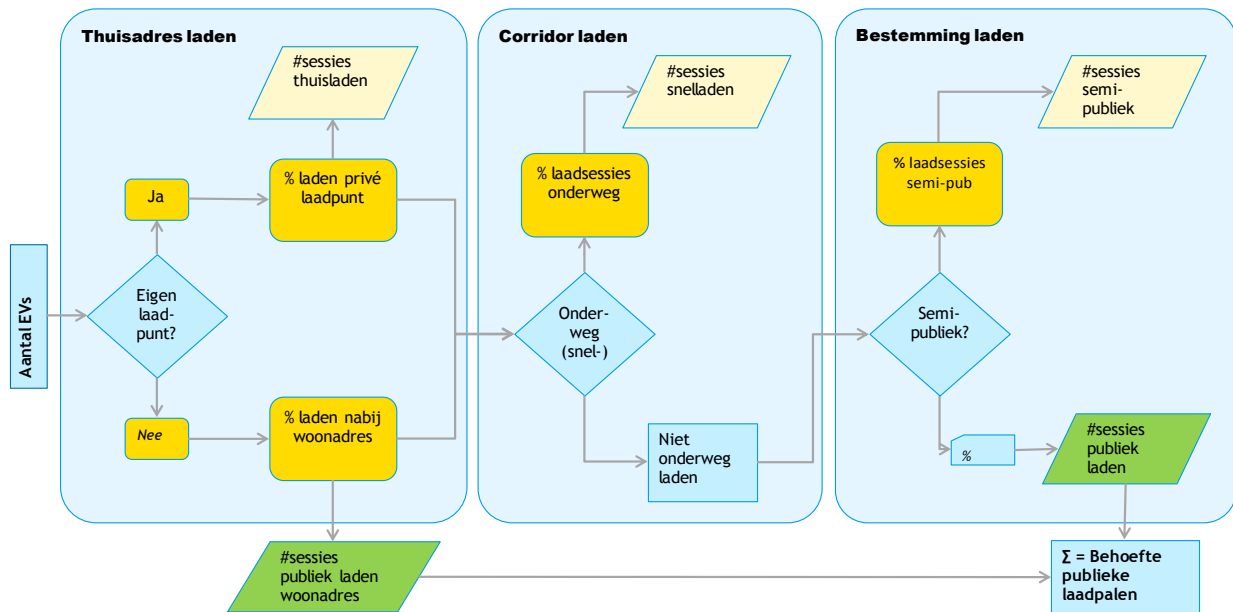 Thuisadres laden
Corridor laden
Bestemming laden
#sessies
thuisladen
#sessies
snelladen
#sessies
semi-
publiek
% laden privé
laadpunt
% laadsessies
onderweg
% laadsessies
semi-pub
Ja
Aantal EVs
Eigen
laad-
punt?
Onder-
weg
(snel-)
Semi-
publiek?
Nee
% laden nabij
woonadres
Niet
onderweg
laden
%
#sessies
publiek
laden
#sessies
publiek laden
woonadres
Σ = Behoefte
publieke
laadpalen